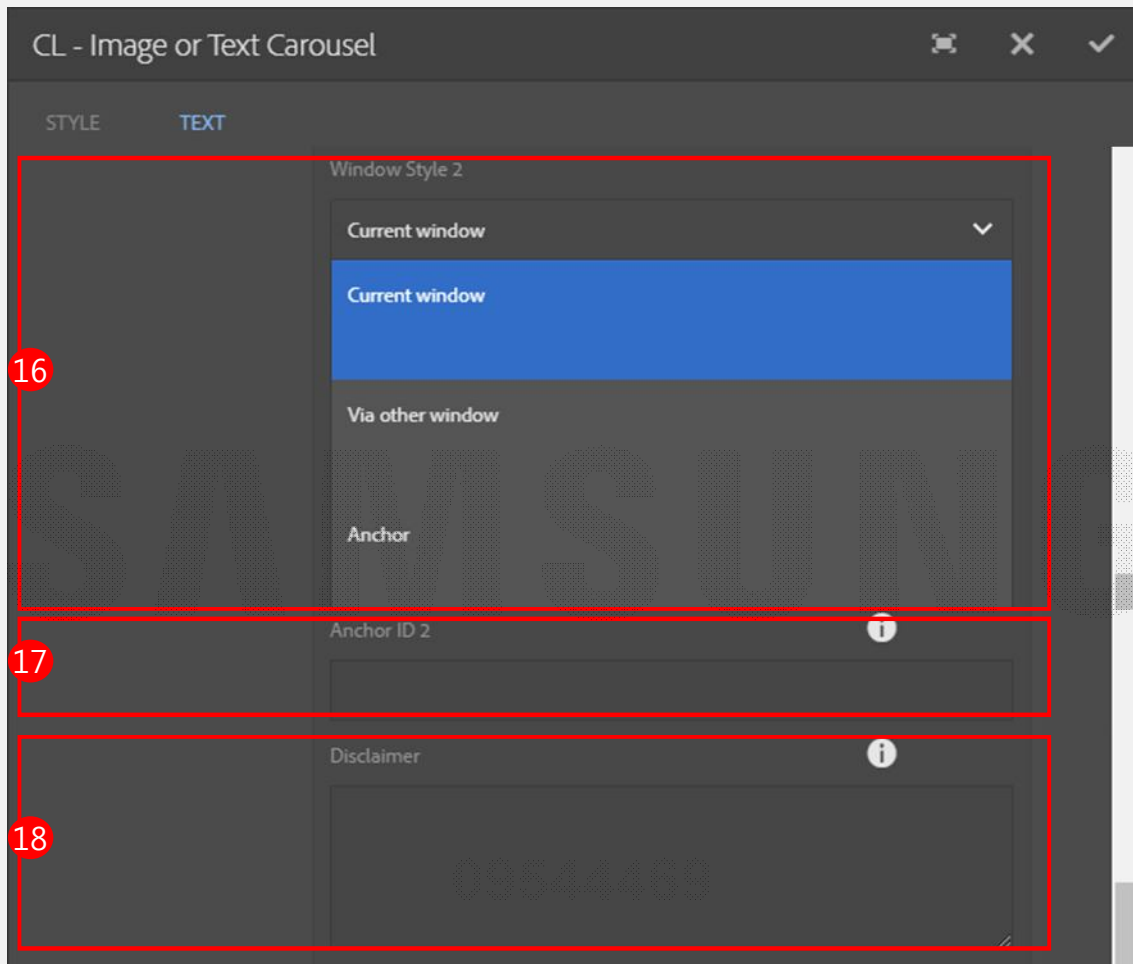 CL - Image or Text Carousel
STYLE TEXT
Window Style 2
Current window
Current window
16
Via other window
SAMSUNG
Anchor
Anchor ID 2
17
Disclaimer
18
09544469